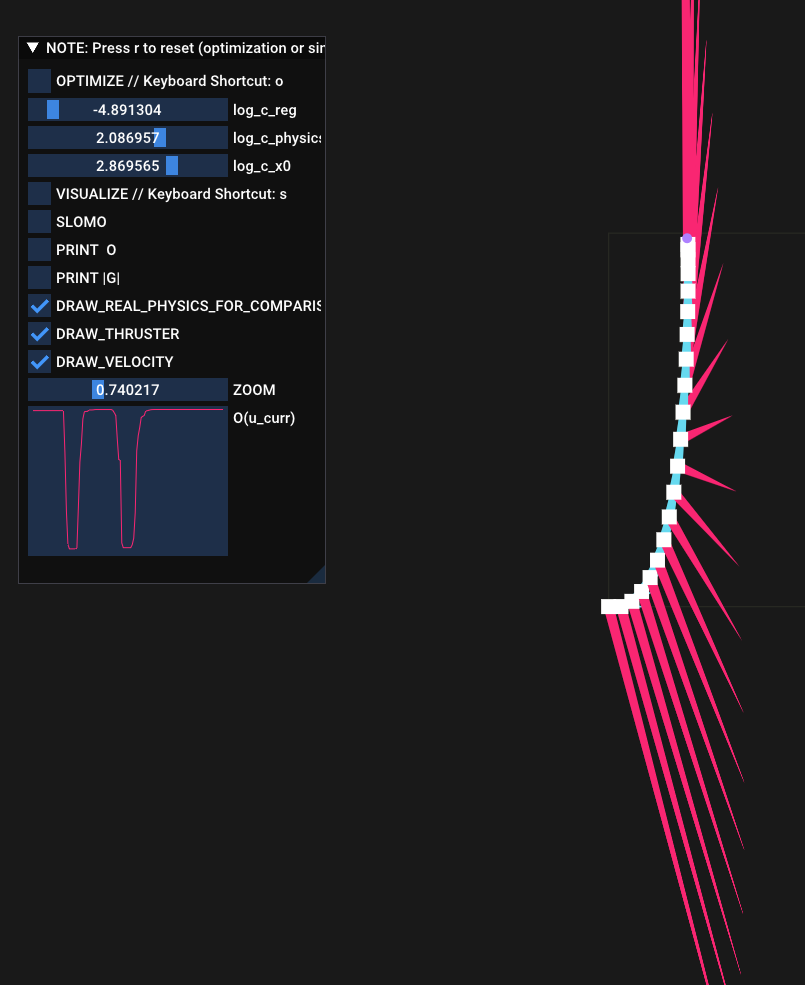 NOTE: Press r to reset (optimization or sir
OPTIMIZE // Keyboard Shortcut: o
-4.891304 log_c_reg
2.086957 log_c_physics
2.869565 log_c_x0
VISUALIZE // Keyboard Shortcut: s
SLOMO
PRINT O
PRINT |G|
DRAW_REAL_PHYSICS_FOR_COMPARIS
DRAW_THRUSTER
DRAW_VELOCITY
0.740217 ZOOM
O(u_curr)